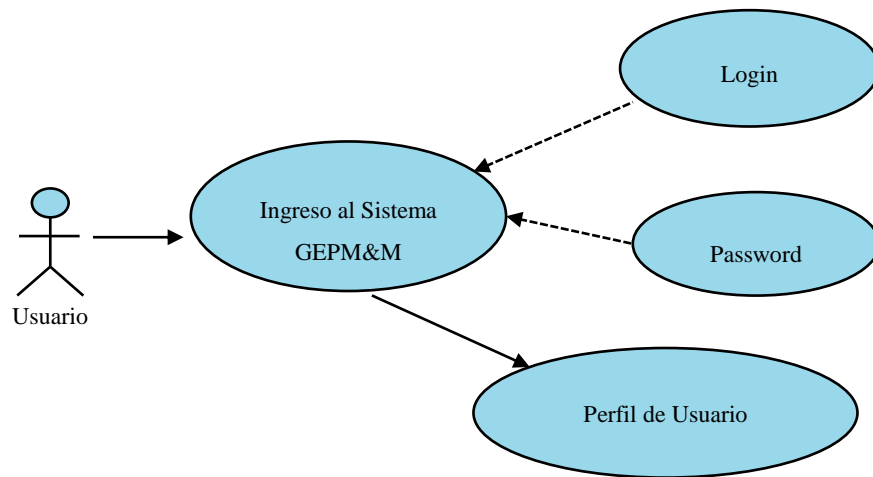 Login
Ingreso al Sistema
GEPM&M
Password
Usuario
Perfil de Usuario